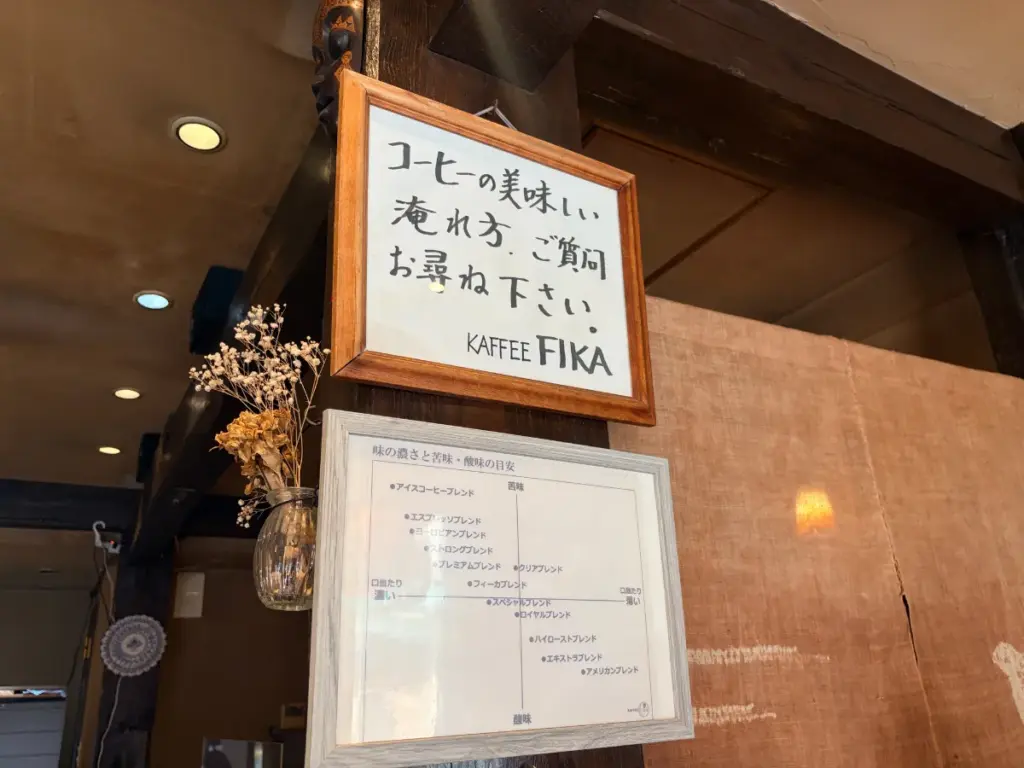 コーヒーの美味しい
淹れ方、ご質問
お尋ね下さい。
KAFFEE FIKA
味の濃さと苦味・酸味の目安
苦味
●アイスコーヒーブレンド
●エスプレッソブレンド
●ヨーロピアンブレンド
●ストロングブレンド
●プレミアムブレンド
●クリアブレンド
●フィーカブレンド
口当たり
濃い
口当たり
薄い
●スペシャルブレンド
●ロイヤルブレンド
●ハイローストブレンド
●エキストラブレンド
●アメリカンブレンド
酸味